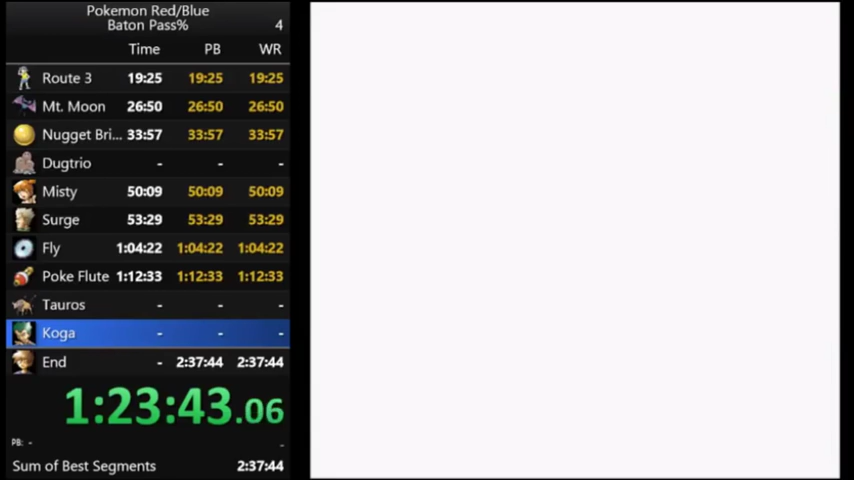 Pokemon Red/Blue
Baton Pass% 4
Time PB WR
Route 3 19:25 19:25 19:25
Mt. Moon 26:50 26:50 26:50
Nugget Bri... 33:57 33:57 33:57
Dugtrio - - -
Misty 50:09 50:09 50:09
Surge 53:29 53:29 53:29
Fly 1:04:22 1:04:22 1:04:22
Poke Flute 1:12:33 1:12:33 1:12:33
Tauros - - -
Koga - - -
End - 2:37:44 2:37:44
1:23:43.06
PB: - -
Sum of Best Segments 2:37:44